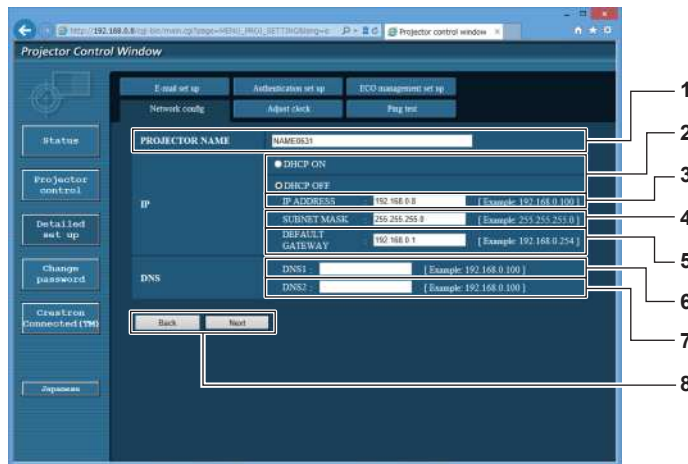 Projector control window
Projector Control Window
E-mail set up
Authentication set up
ECO management set up
Network config
Adjust clock
Ping test
Status
Projector control
Detailed set up
Change password
Crestron Connected(TM)
Japanese
PROJECTOR NAME
NAME0531
IP
DHCP ON
DHCP OFF
IP ADDRESS : 192.168.0.8 [ Example: 192.168.0.100 ]
SUBNET MASK : 255.255.255.0 [ Example: 255.255.255.0 ]
DEFAULT GATEWAY : 192.168.0.1 [ Example: 192.168.0.254 ]
DNS
DNS1 : [ Example: 192.168.0.100 ]
DNS2 : [ Example: 192.168.0.100 ]
Back
Next
1
2
3
4
5
6
7
8